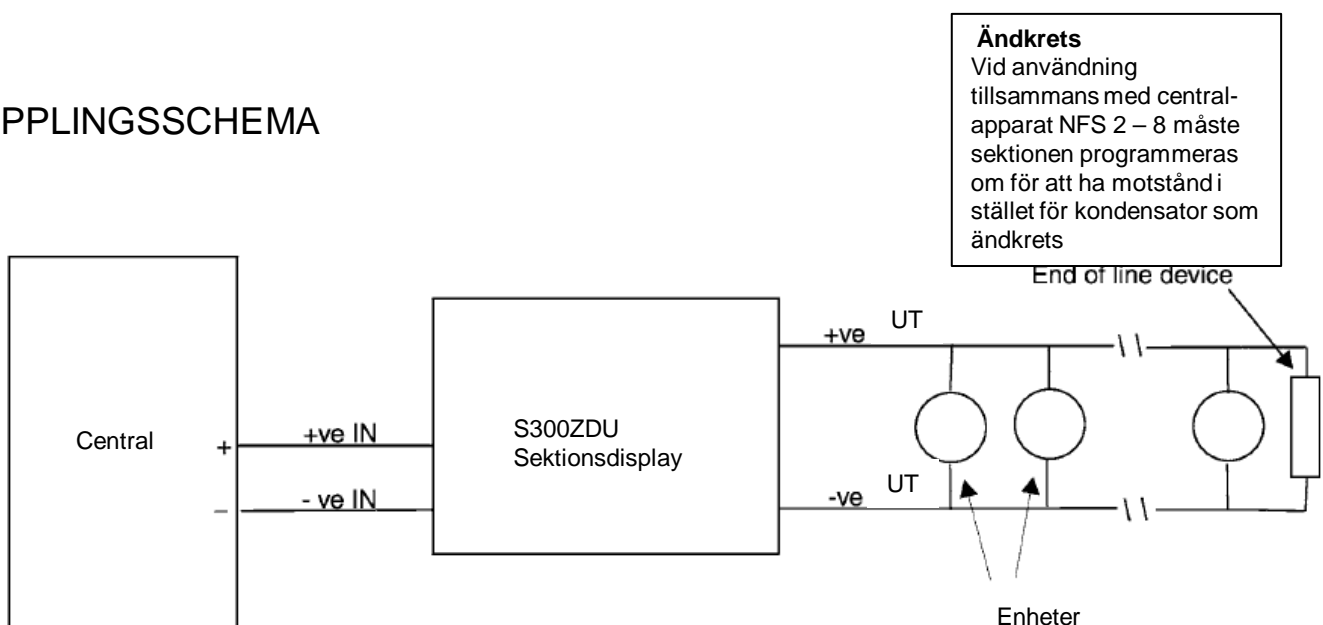 Ändkrets
Vid användning
tillsammans med central-
apparat NFS 2 – 8 måste
sektionen programmeras
om för att ha motstånd i
stället för kondensator som
ändkrets
PPLINGSSCHEMA
End of line device
+ve UT
Central
+ +ve IN
S300ZDU
Sektionsdisplay
– - ve IN
-ve UT
Enheter